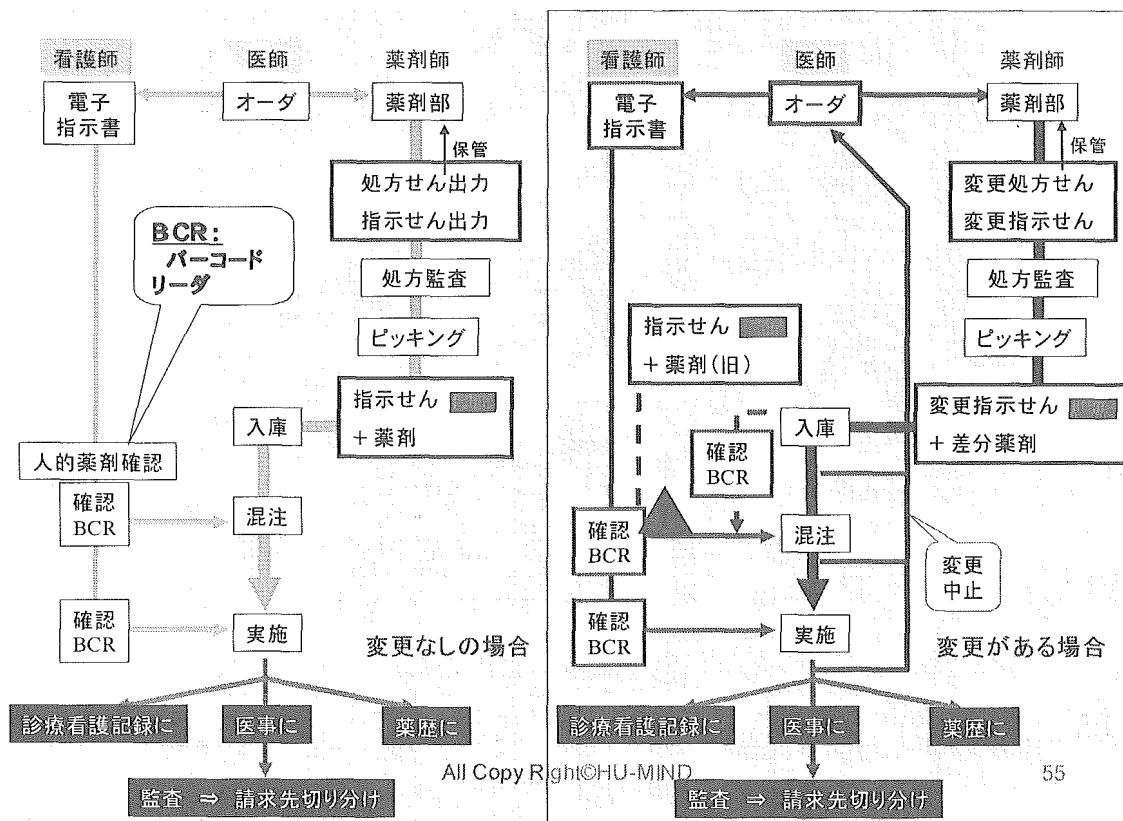 看護師
医師
薬剤師
電子
指示書
オーダ
薬剤部
保管
処方せん出力
指示せん出力
BCR:
バーコード
リーダ
処方監査
ピッキング
指示せん
+ 薬剤
入庫
人的薬剤確認
確認
BCR
混注
確認
BCR
実施
変更なしの場合
診療看護記録に
医事に
薬歴に
監査 ⇒ 請求先切り分け
看護師
医師
薬剤師
電子
指示書
オーダ
薬剤部
保管
変更処方せん
変更指示せん
処方監査
ピッキング
指示せん
+ 薬剤(旧)
変更指示せん
+ 差分薬剤
入庫
確認
BCR
確認
BCR
混注
変更
中止
確認
BCR
実施
変更がある場合
診療看護記録に
医事に
薬歴に
監査 ⇒ 請求先切り分け
All Copy Right©HU-MIND
55